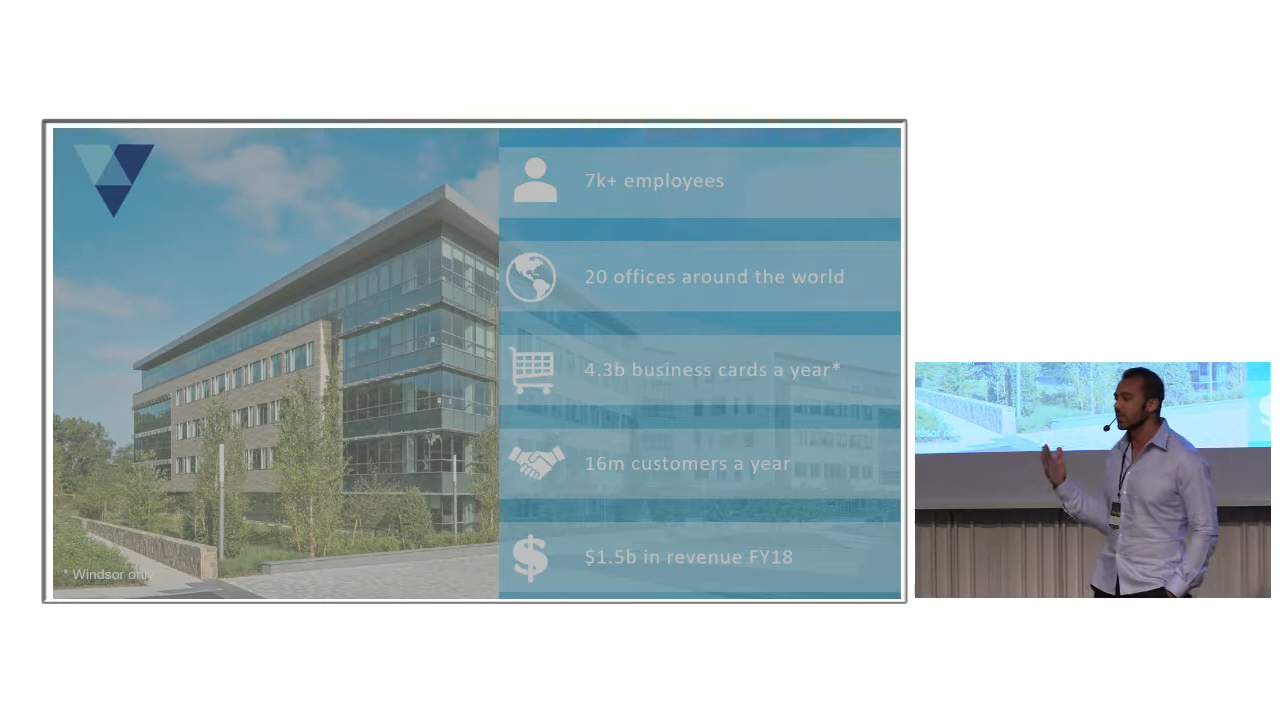 7k+ employees
20 offices around the world
4.3b business cards a year*
16m customers a year
$1.5b in revenue FY18
* Windsor only